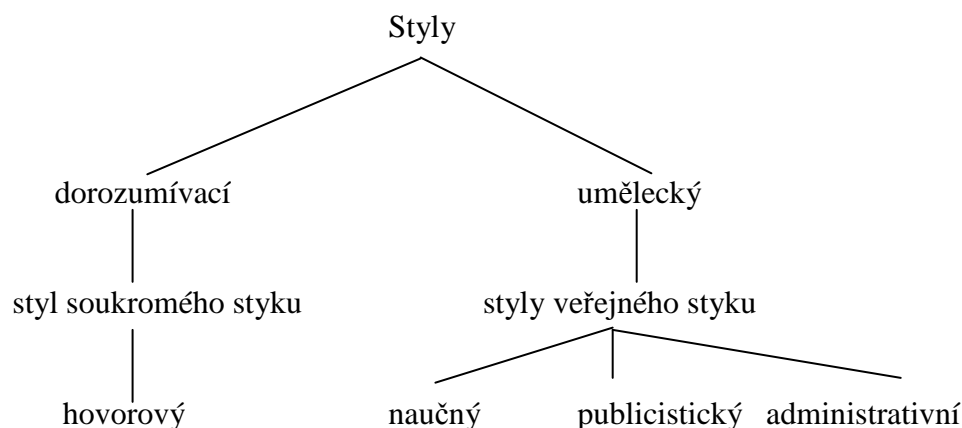 Styly
dorozumívací umělecký
styl soukromého styku styly veřejného styku
hovorový naučný publicistický administrativní